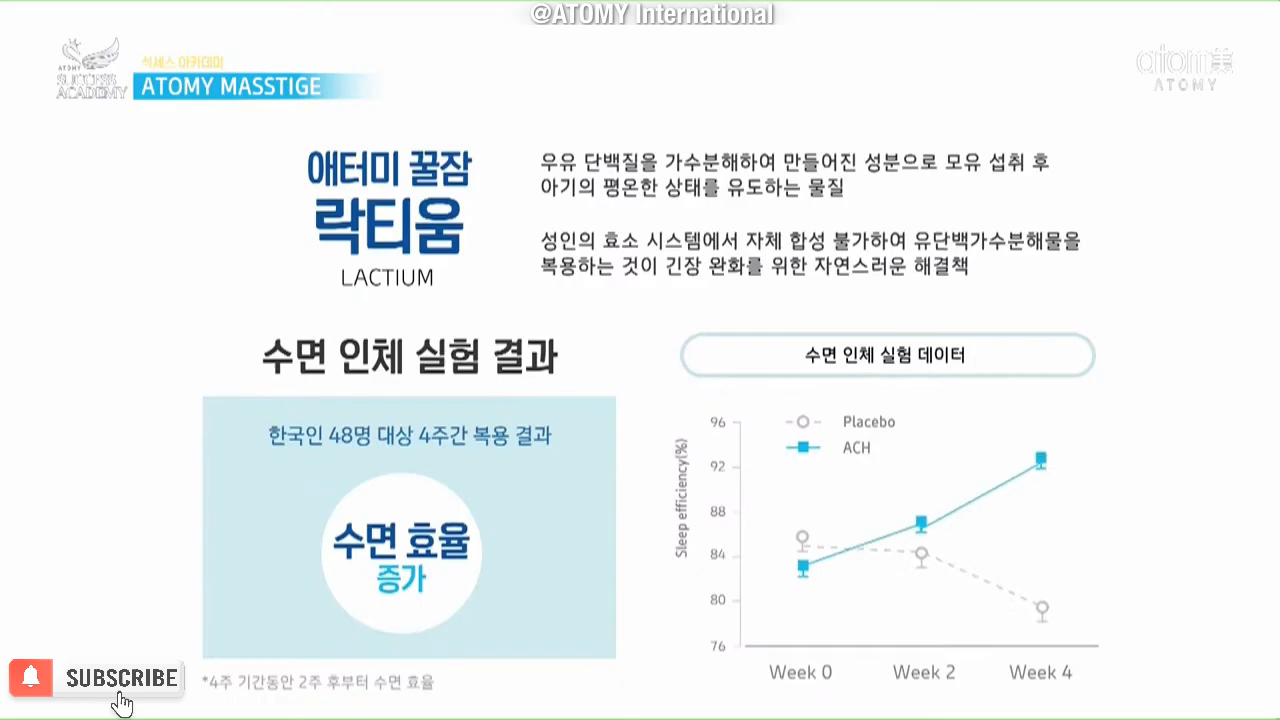 @ATOMY International
ATOMY
SUCCESS
ACADEMY
석세스 아카데미
ATOMY MASSTIGE
atom美
ATOMY
애터미 꿀잠
락티움
LACTIUM
우유 단백질을 가수분해하여 만들어진 성분으로 모유 섭취 후
아기의 평온한 상태를 유도하는 물질
성인의 효소 시스템에서 자체 합성 불가하여 유단백가수분해물을
복용하는 것이 긴장 완화를 위한 자연스러운 해결책
수면 인체 실험 결과
한국인 48명 대상 4주간 복용 결과
수면 효율
증가
*4주 기간동안 2주 후부터 수면 효율
수면 인체 실험 데이터
Placebo
ACH
Sleep efficiency(%)
96
92
88
84
80
76
Week 0 Week 2 Week 4
SUBSCRIBE